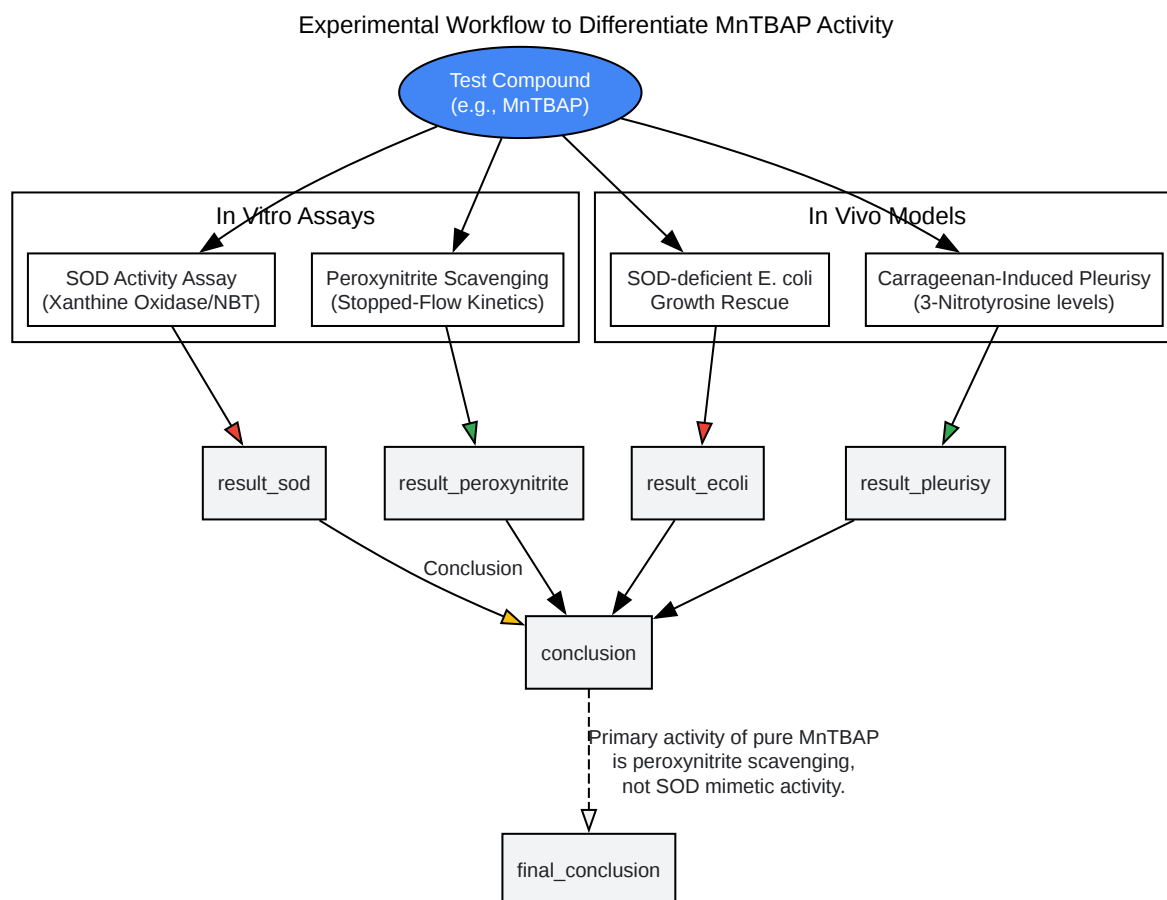 Experimental Workflow to Differentiate MnTBAP Activity
Test Compound
(e.g., MnTBAP)
In Vitro Assays
In Vivo Models
SOD Activity Assay
(Xanthine Oxidase/NBT)
Peroxynitrite Scavenging
(Stopped-Flow Kinetics)
SOD-deficient E. coli
Growth Rescue
Carrageenan-Induced Pleurisy
(3-Nitrotyrosine levels)
result_sod
result_peroxynitrite
result_ecoli
result_pleurisy
Conclusion
conclusion
Primary activity of pure MnTBAP
is peroxynitrite scavenging,
not SOD mimetic activity.
final_conclusion